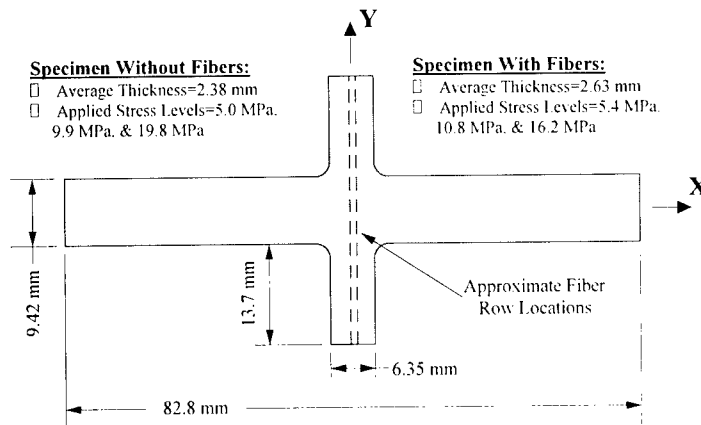 Y
Specimen Without Fibers:
▯ Average Thickness=2.38 mm
▯ Applied Stress Levels=5.0 MPa.
9.9 MPa. & 19.8 MPa
Specimen With Fibers:
▯ Average Thickness=2.63 mm
▯ Applied Stress Levels=5.4 MPa.
10.8 MPa. & 16.2 MPa
X
9.42 mm
13.7 mm
Approximate Fiber
Row Locations
6.35 mm
82.8 mm